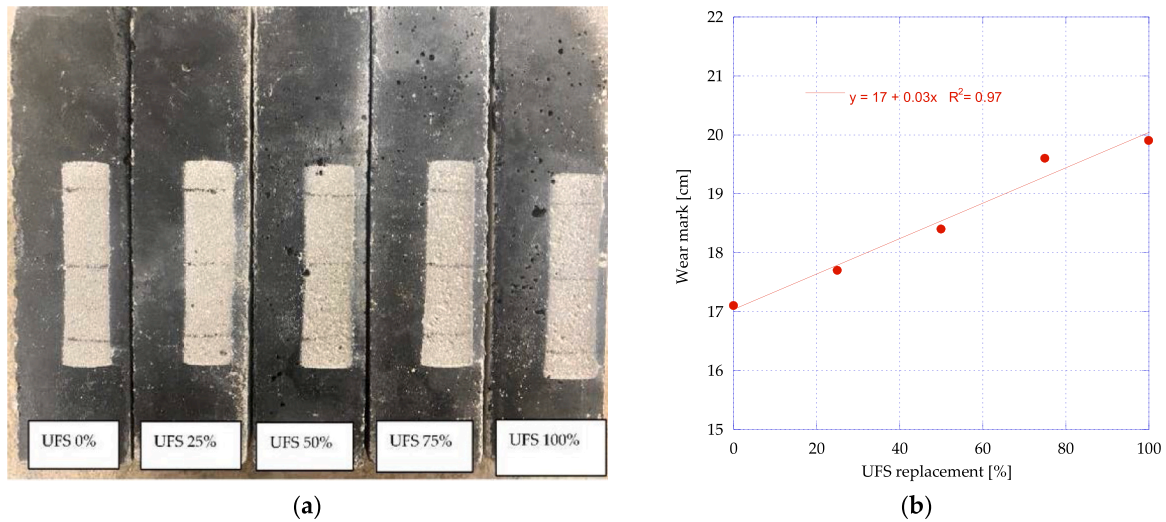 UFS 0%
UFS 25%
UFS 50%
UFS 75%
UFS 100%
(a)
22
21
20
19
18
17
16
15
Wear mark [cm]
y = 17 + 0.03x R²= 0.97
0
20
40
60
80
100
UFS replacement [%]
(b)